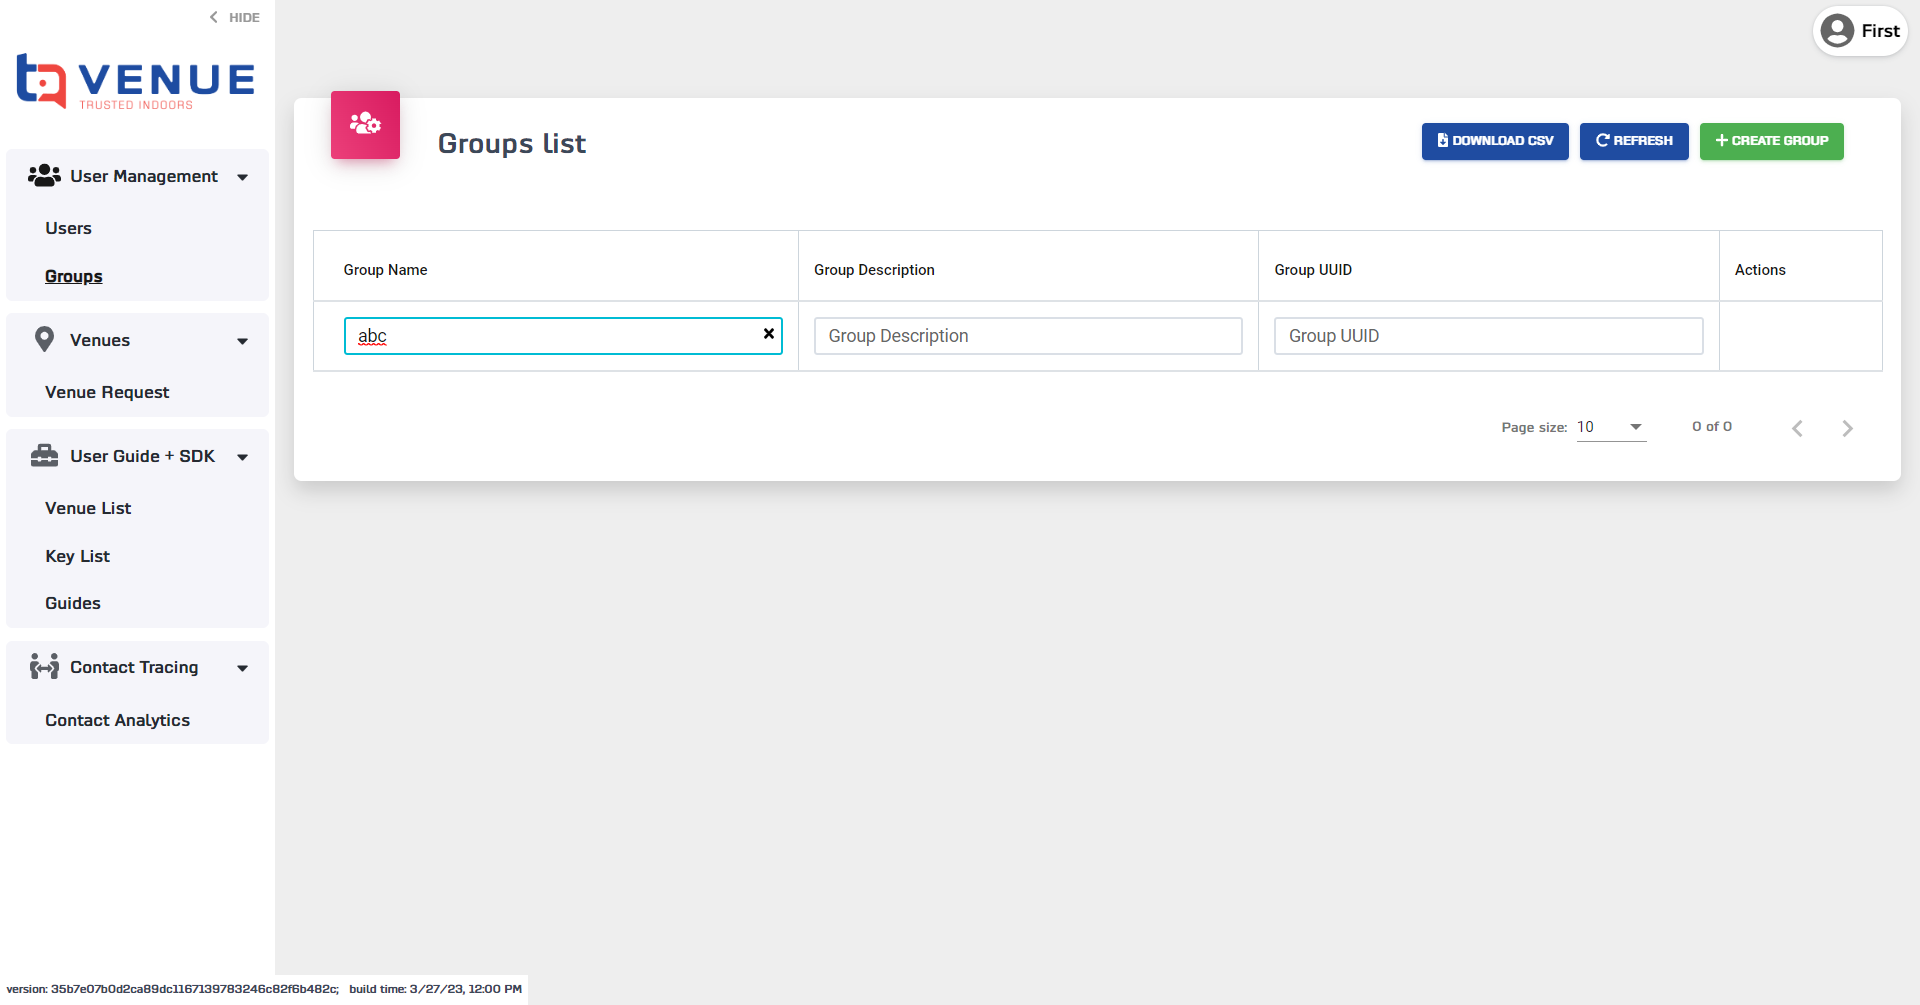 HIDE
First
VENUE
TRUSTED INDOORS
Groups list
DOWNLOAD CSV
REFRESH
CREATE GROUP
User Management
Users
Groups
Venues
Venue Request
User Guide + SDK
Venue List
Key List
Guides
Contact Tracing
Contact Analytics
Group Name
Group Description
Group UUID
Actions
abc
Group Description
Group UUID
Page size: 10
0 of 0
version: 35b7e07b0d2ca89dc1167139783246c82f6b482c; build time: 3/27/23, 12:00 PM